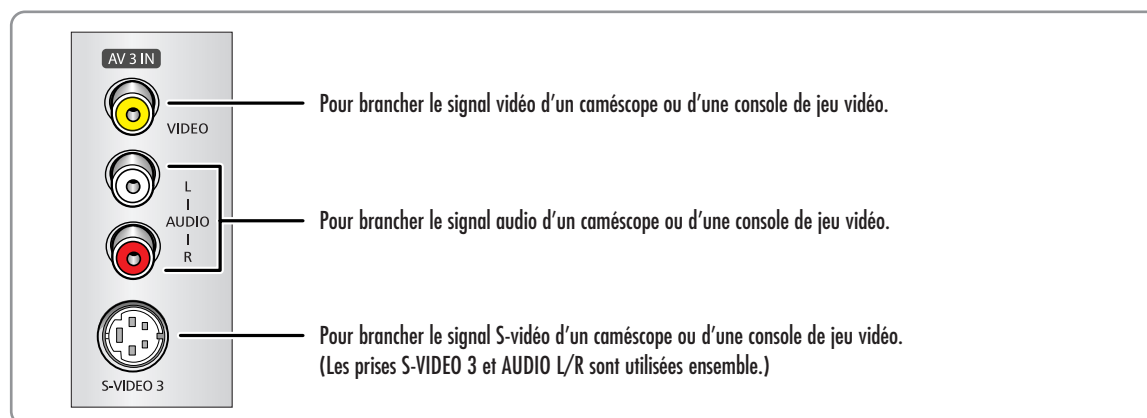 AV 3 IN
VIDEO
Pour brancher le signal vidéo d'un caméscope ou d'une console de jeu vidéo.
L
AUDIO
R
Pour brancher le signal audio d'un caméscope ou d'une console de jeu vidéo.
S-VIDEO 3
Pour brancher le signal S-vidéo d'un caméscope ou d'une console de jeu vidéo.
(Les prises S-VIDEO 3 et AUDIO L/R sont utilisées ensemble.)